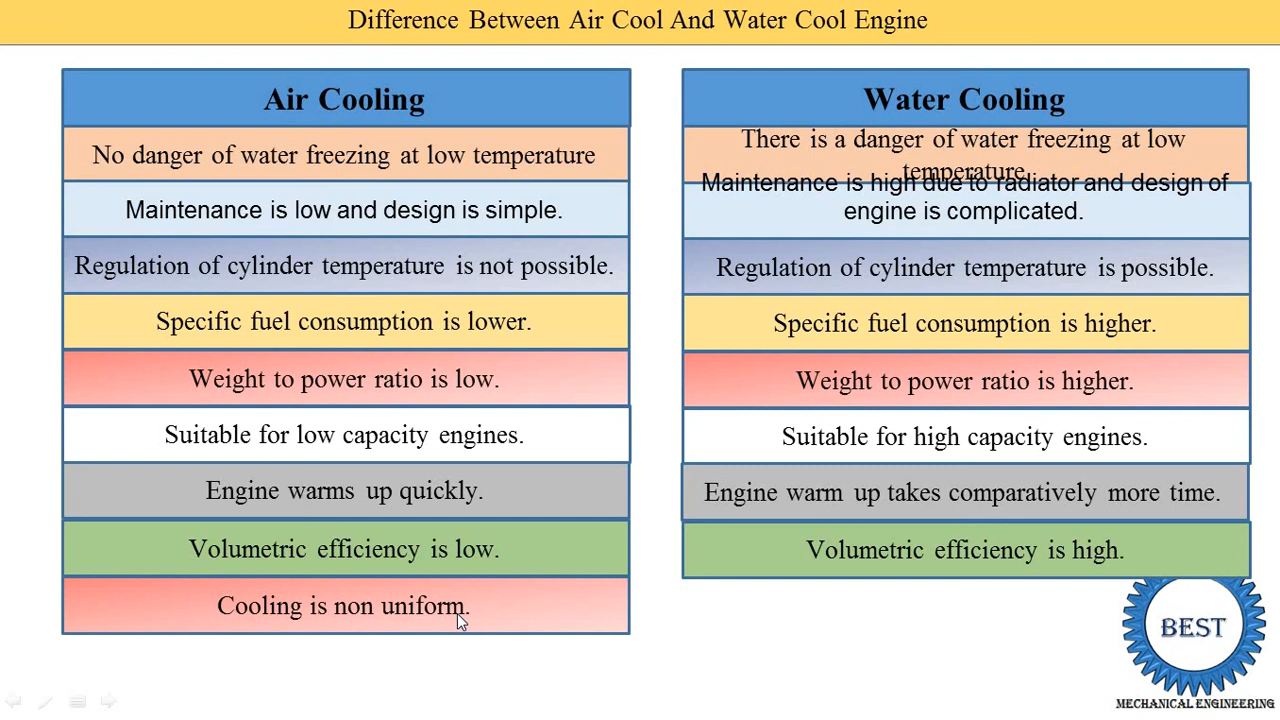 Difference Between Air Cool And Water Cool Engine
Air Cooling
No danger of water freezing at low temperature
Maintenance is low and design is simple.
Regulation of cylinder temperature is not possible.
Specific fuel consumption is lower.
Weight to power ratio is low.
Suitable for low capacity engines.
Engine warms up quickly.
Volumetric efficiency is low.
Cooling is non uniform.
Water Cooling
There is a danger of water freezing at low
temperature
Maintenance is high due to radiator and design of
engine is complicated.
Regulation of cylinder temperature is possible.
Specific fuel consumption is higher.
Weight to power ratio is higher.
Suitable for high capacity engines.
Engine warm up takes comparatively more time.
Volumetric efficiency is high.
BEST
MECHANICAL ENGINEERING